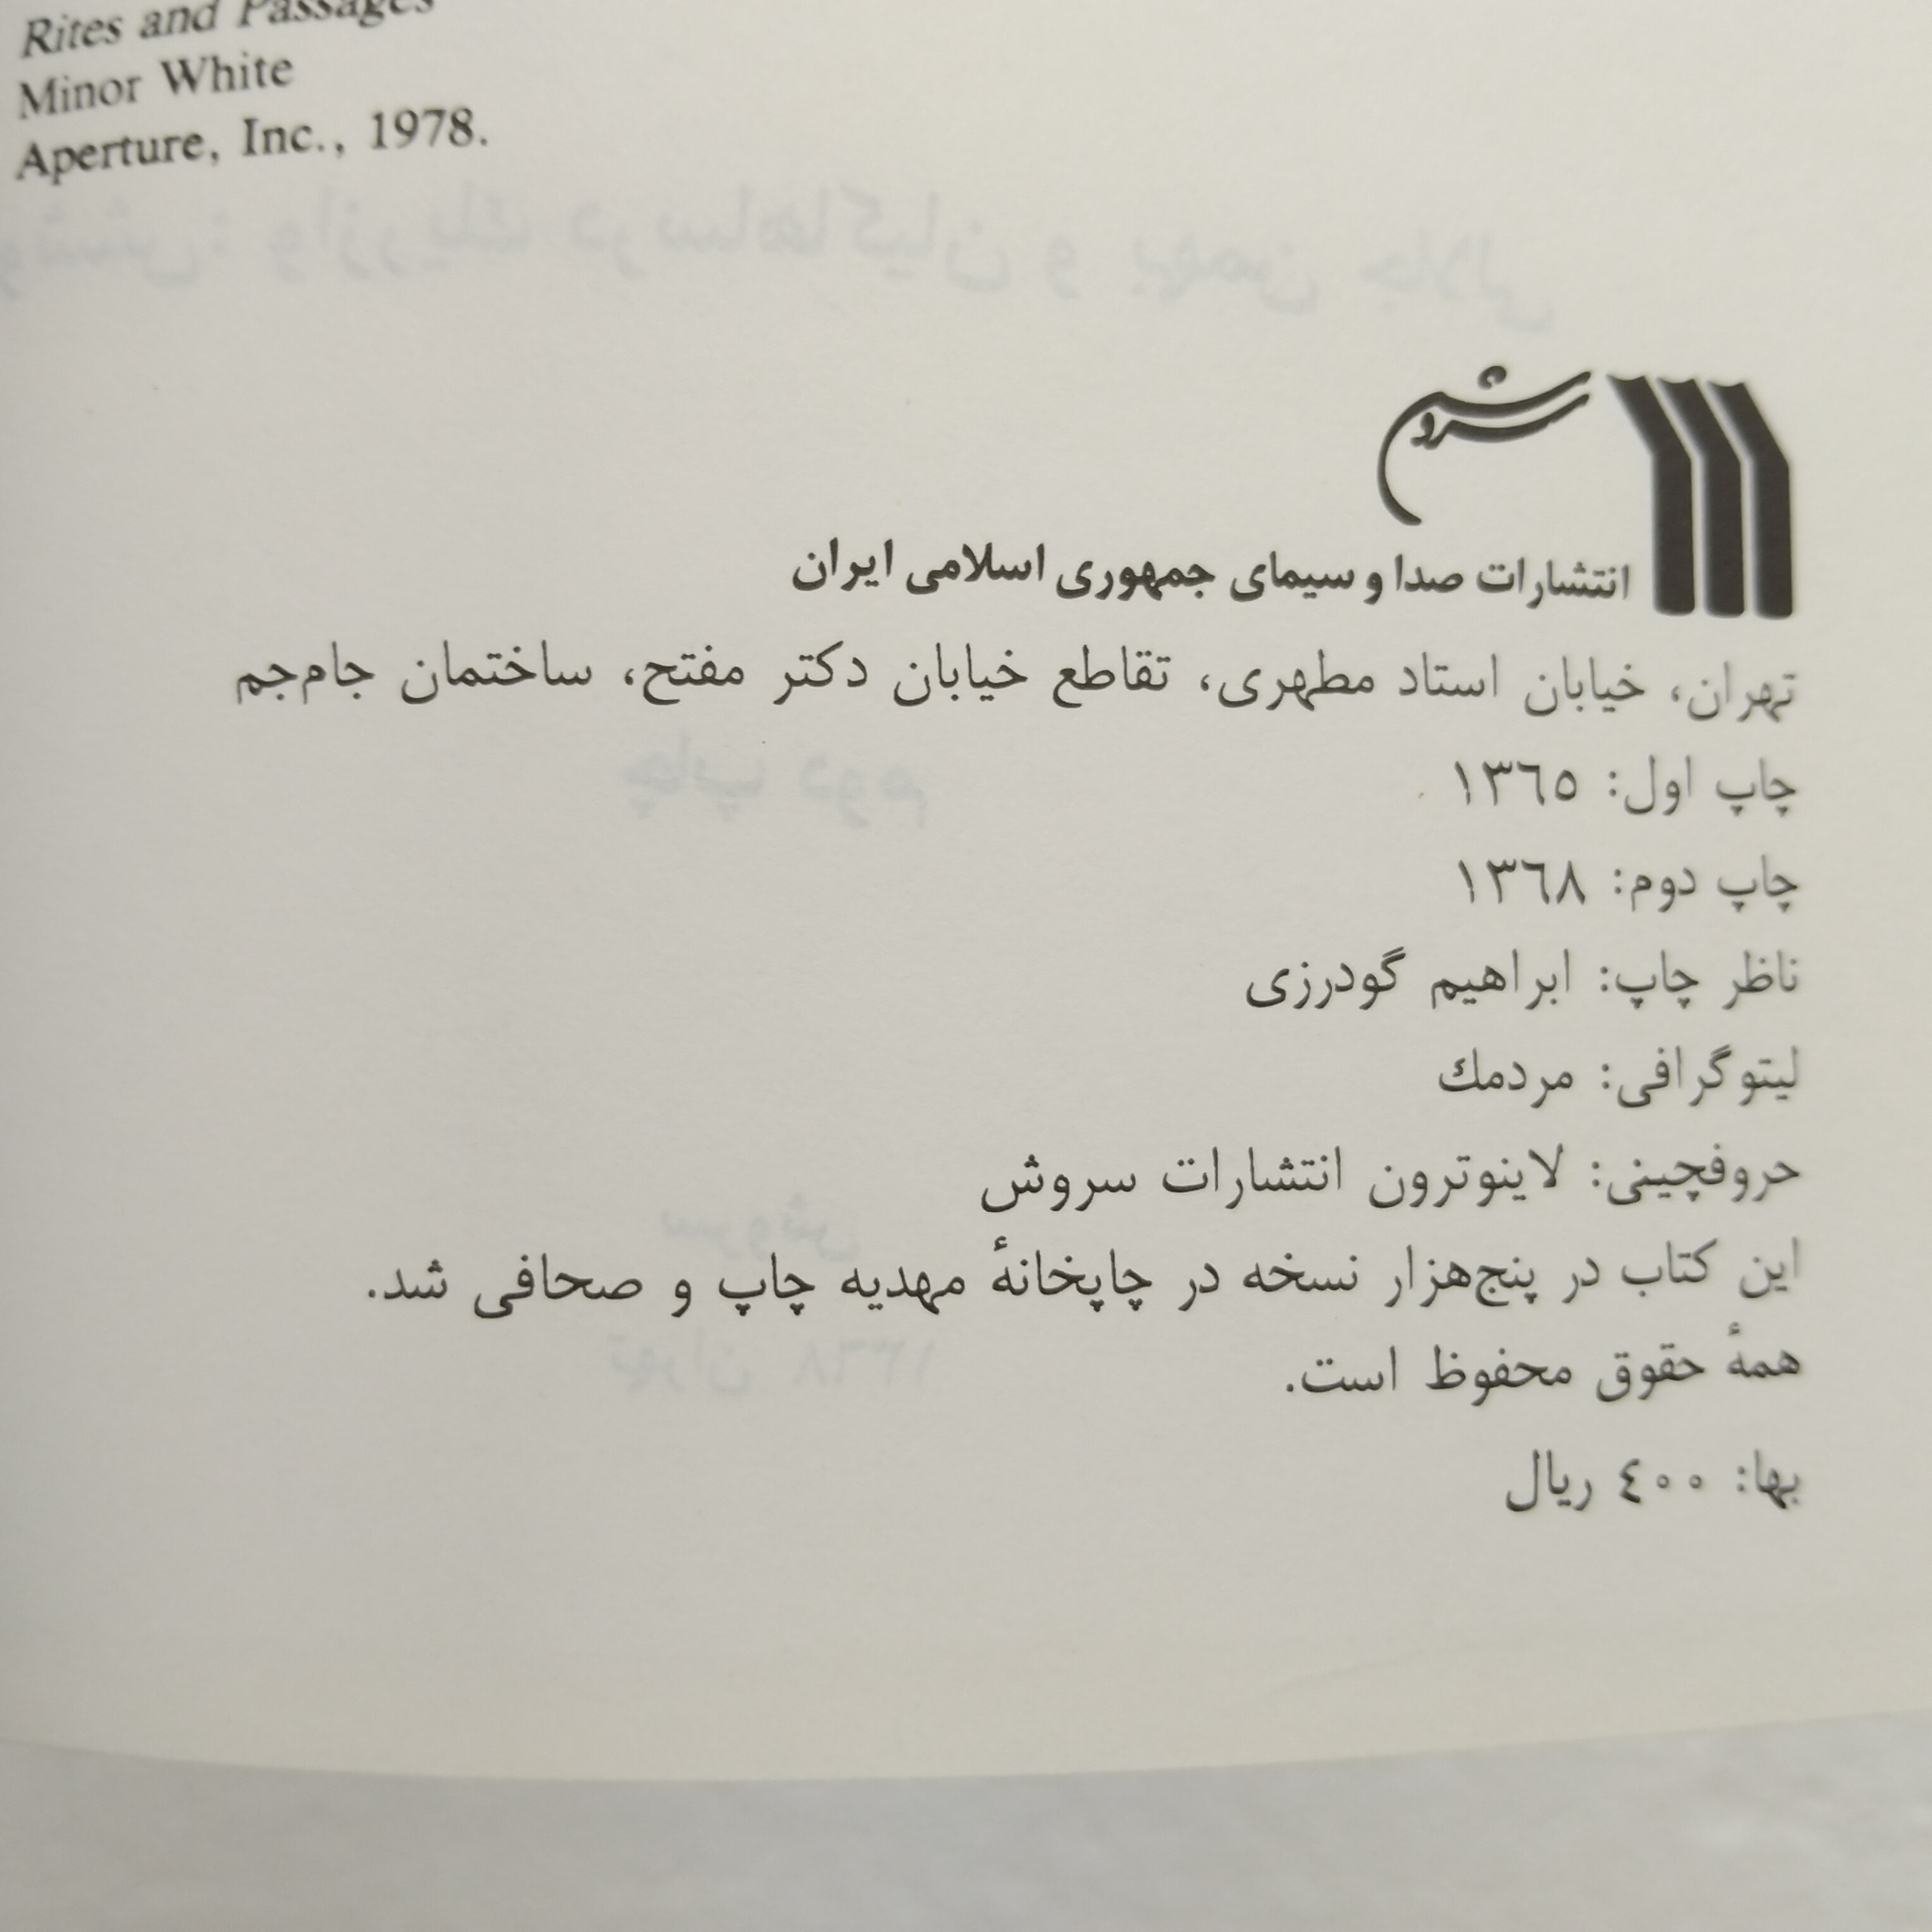 Rites and Passages
Minor White
Aperture, Inc., 1978.
سروش
انتشارات صدا و سیمای جمهوری اسلامی ایران
تهران، خیابان استاد مطهری، تقاطع خیابان دکتر مفتح، ساختمان جام‌جم
چاپ اول: ١٣٦٥
چاپ دوم: ١٣٦٨
ناظر چاپ: ابراهیم گودرزی
لیتوگرافی: مردمك
حروفچینی: لاینوترون انتشارات سروش
این کتاب در پنج‌هزار نسخه در چاپخانهٔ مهدیه چاپ و صحافی شد.
همهٔ حقوق محفوظ است.
بها: ٤٠٠ ریال